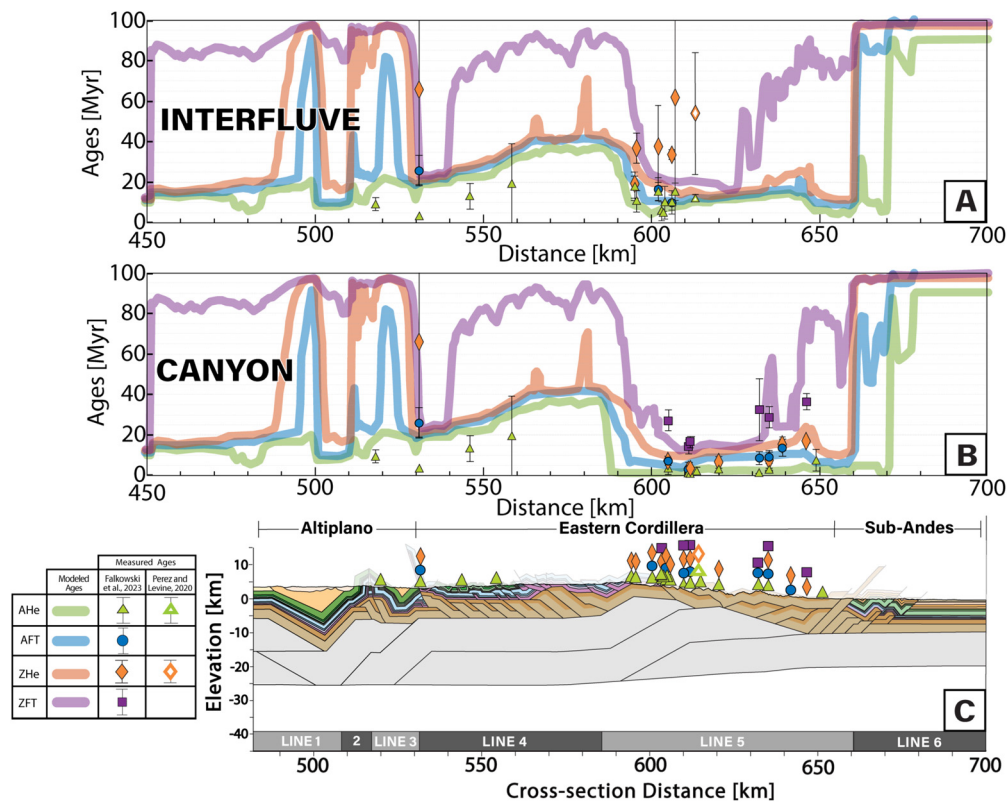 100
80
60
40
20
0
Ages [Myr]
INTERFLUVE
A
450
500
550
600
650
700
Distance [km]
100
80
60
40
20
0
Ages [Myr]
CANYON
B
450
500
550
600
650
700
Distance [km]
Altiplano
Eastern Cordillera
Sub-Andes
Measured Ages
Modeled
Ages
Falkowski
et al., 2023
Perez and
Levine, 2020
AHe
AFT
ZHe
ZFT
Elevation [km]
10
0
-10
-20
-30
-40
C
LINE 1
2
LINE 3
LINE 4
LINE 5
LINE 6
500
550
600
650
700
Cross-section Distance [km]